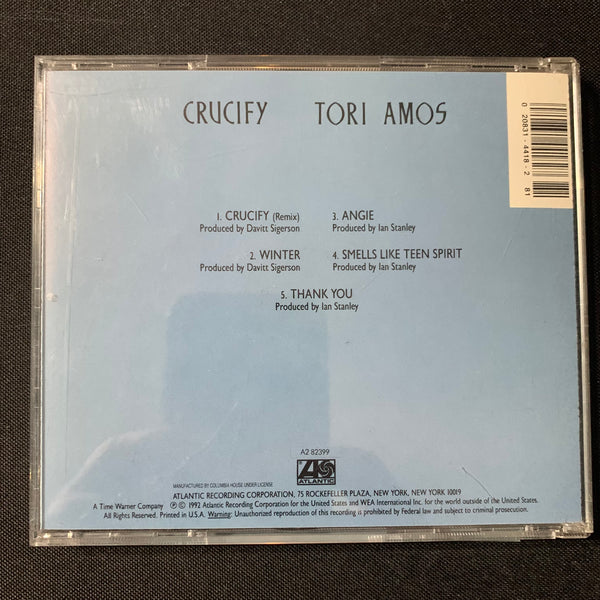 CRUCIFY TORI AMOS
1. CRUCIFY (Remix)
Produced by Davitt Sigerson
2. WINTER
Produced by Davitt Sigerson
3. ANGIE
Produced by Ian Stanley
4. SMELLS LIKE TEEN SPIRIT
Produced by Ian Stanley
5. THANK YOU
Produced by Ian Stanley
0 20831-4418-2 81
A2 82399
ATLANTIC
MANUFACTURED BY COLUMBIA HOUSE UNDER LICENSE
ATLANTIC RECORDING CORPORATION, 75 ROCKEFELLER PLAZA, NEW YORK, NEW YORK 10019
A Time Warner Company ℗ © 1992 Atlantic Recording Corporation for the United States and WEA International Inc. for the world outside of the United States.
All Rights Reserved. Printed in U.S.A. Warning: Unauthorized reproduction of this recording is prohibited by Federal law and subject to criminal prosecution.